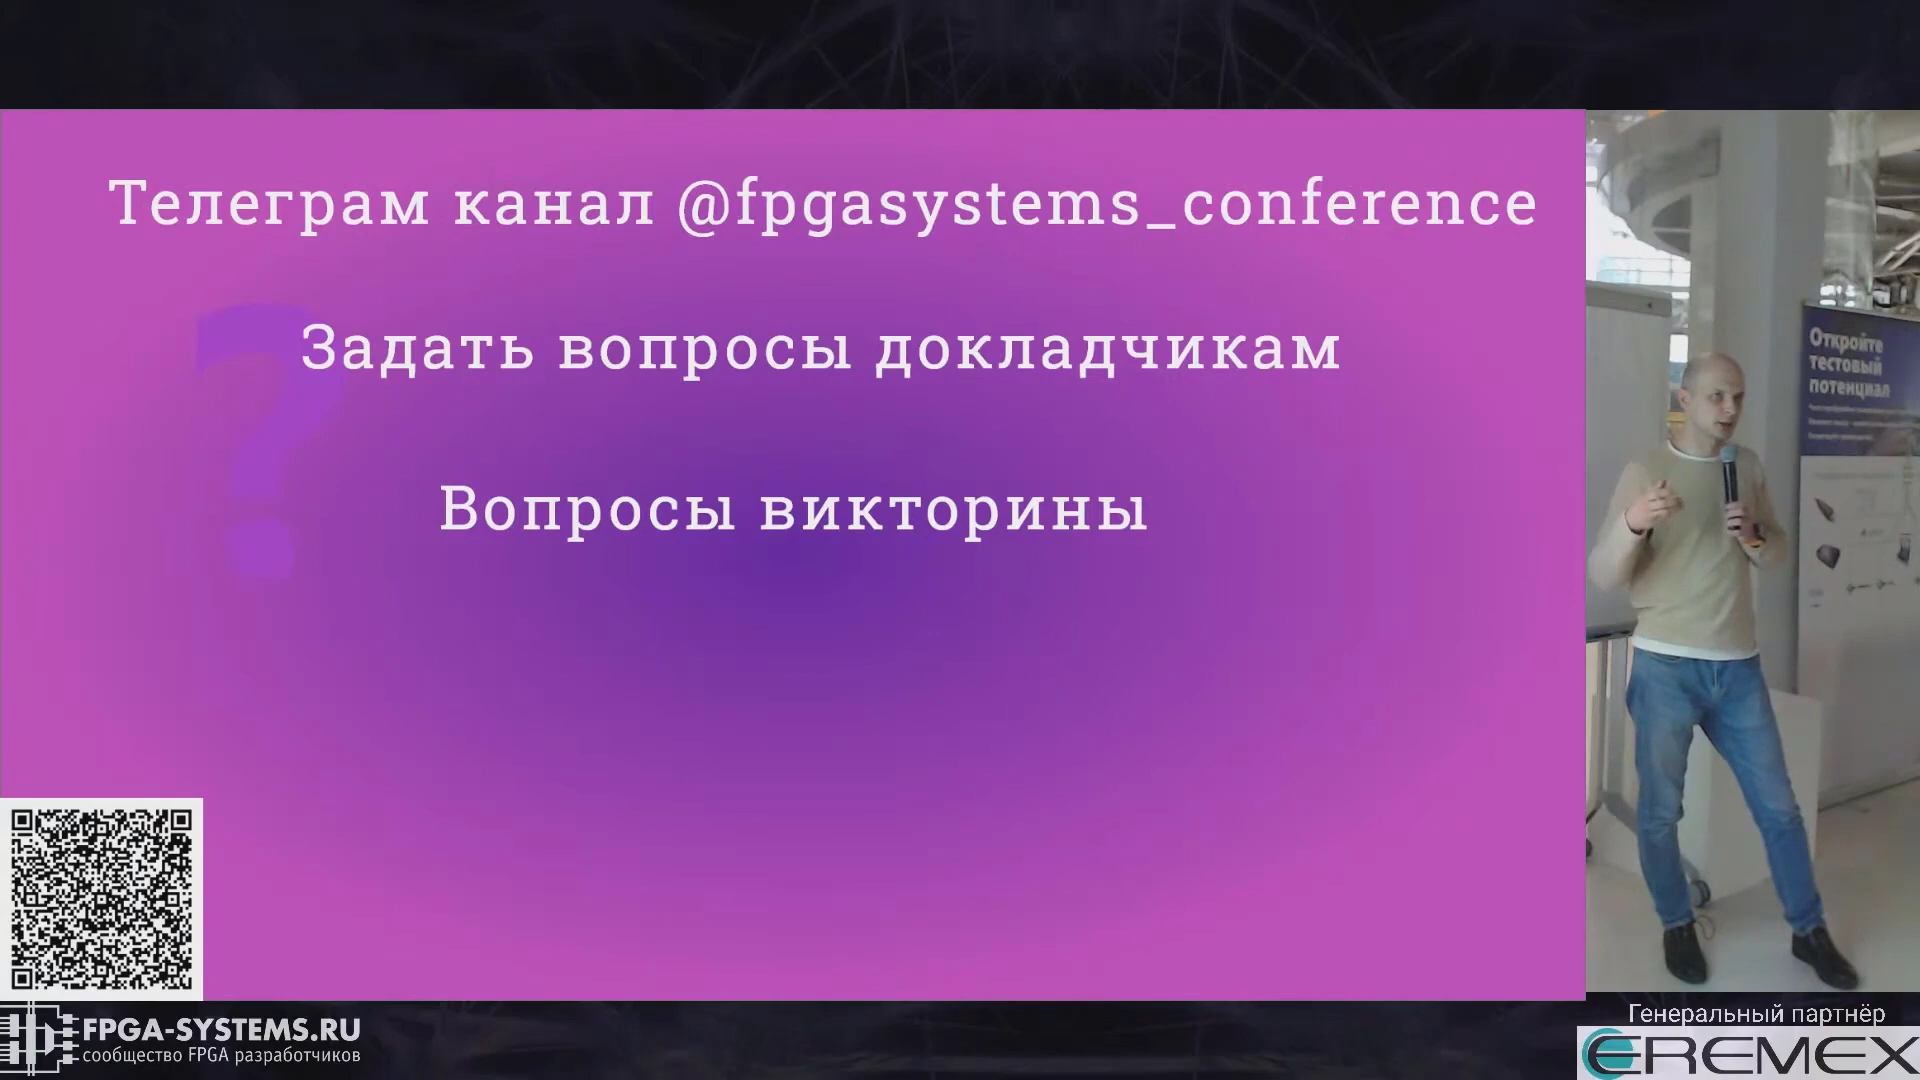 Телеграм канал @fpgasystems_conference
Задать вопросы докладчикам
?
Вопросы викторины
Откройте
тестовый
потенциал
FPGA-SYSTEMS.RU
сообщество FPGA разработчиков
Генеральный партнёр
EREMEX